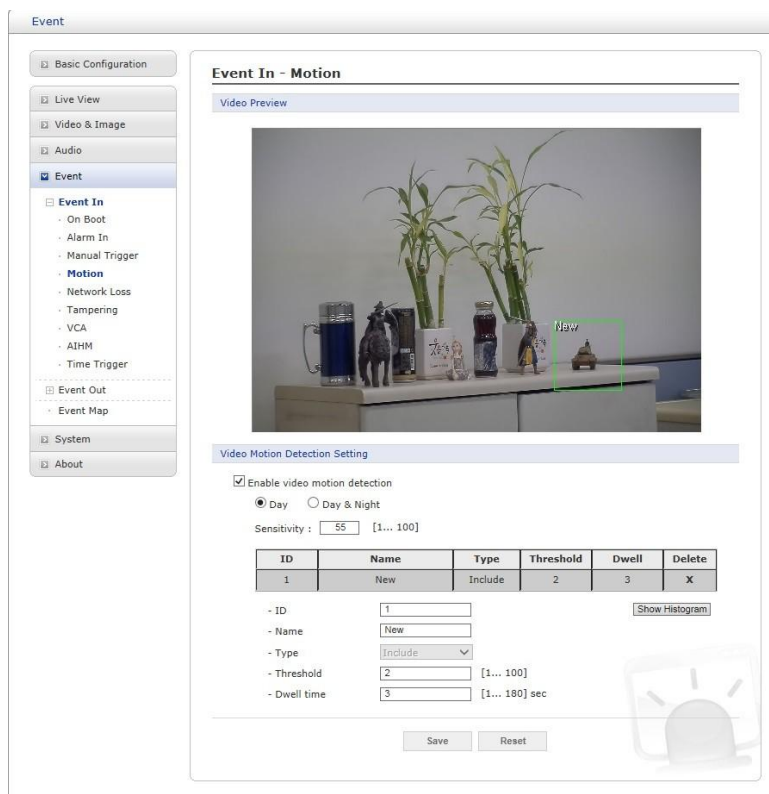 Event
Basic Configuration
Live View
Video & Image
Audio
Event
Event In
On Boot
Alarm In
Manual Trigger
Motion
Network Loss
Tampering
VCA
AIHM
Time Trigger
Event Out
Event Map
System
About
Event In - Motion
Video Preview
New
Video Motion Detection Setting
Enable video motion detection
Day Day & Night
Sensitivity : 55 [1... 100]
ID Name Type Threshold Dwell Delete
1 New Include 2 3 X
- ID 1 Show Histogram
- Name New
- Type Include
- Threshold 2 [1... 100]
- Dwell time 3 [1... 180] sec
Save Reset